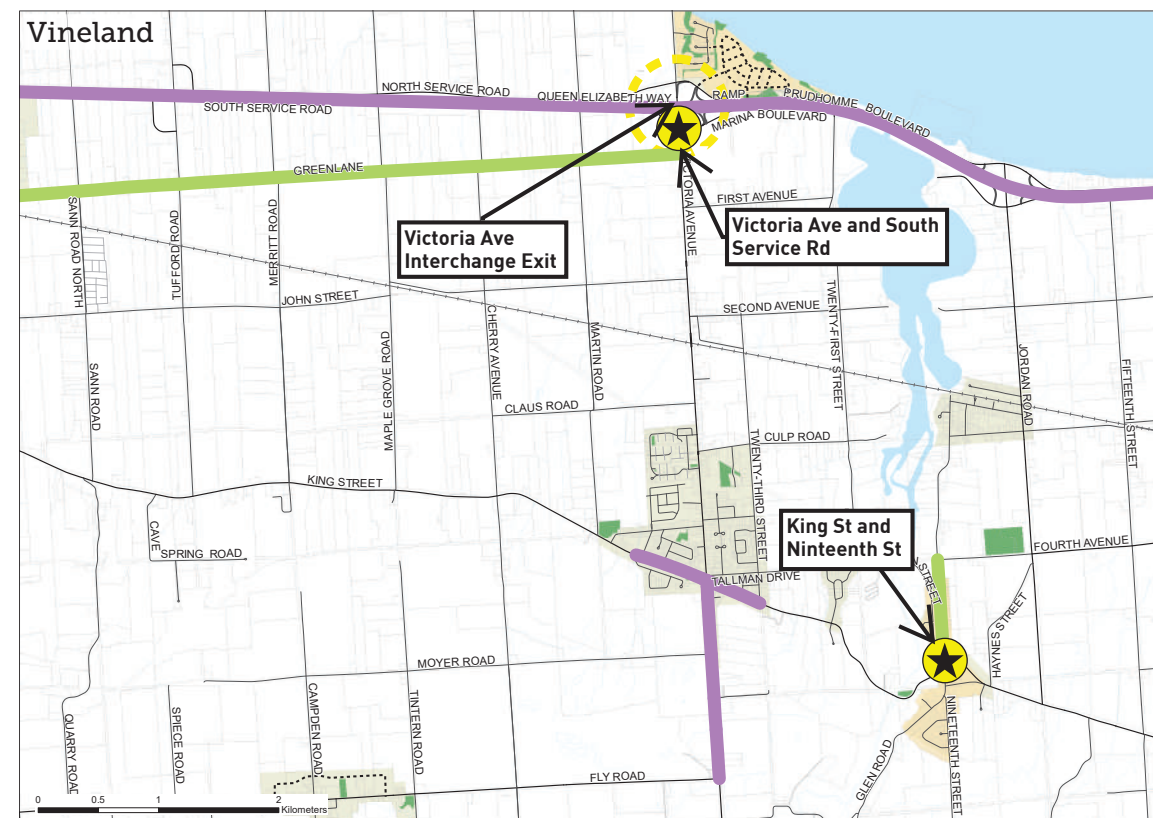 Vineland
NORTH SERVICE ROAD
QUEEN ELIZABETH WAY
RAMP
PRUDHOMME BOULEVARD
SOUTH SERVICE ROAD
MARINA BOULEVARD
GREENLANE
FIRST AVENUE
Victoria Ave
Interchange Exit
Victoria Ave and South
Service Rd
SANN ROAD NORTH
TUFFORD ROAD
MERRITT ROAD
VICTORIA AVENUE
JOHN STREET
SECOND AVENUE
TWENTY-FIRST STREET
CHERRY AVENUE
MARTIN ROAD
MAPLE GROVE ROAD
SANN ROAD
JORDAN ROAD
FIFTEENTH STREET
CLAUS ROAD
CULP ROAD
TWENTY-THIRD STREET
KING STREET
King St and
Ninteenth St
CAVE
SPRING ROAD
FOURTH AVENUE
TALLMAN DRIVE
STREET
HAYNES STREET
MOYER ROAD
QUARRY ROAD
SPIECE ROAD
CAMPDEN ROAD
TINTERN ROAD
NINETEENTH STREET
GLEN ROAD
FLY ROAD
0 0.5 1 2
Kilometers